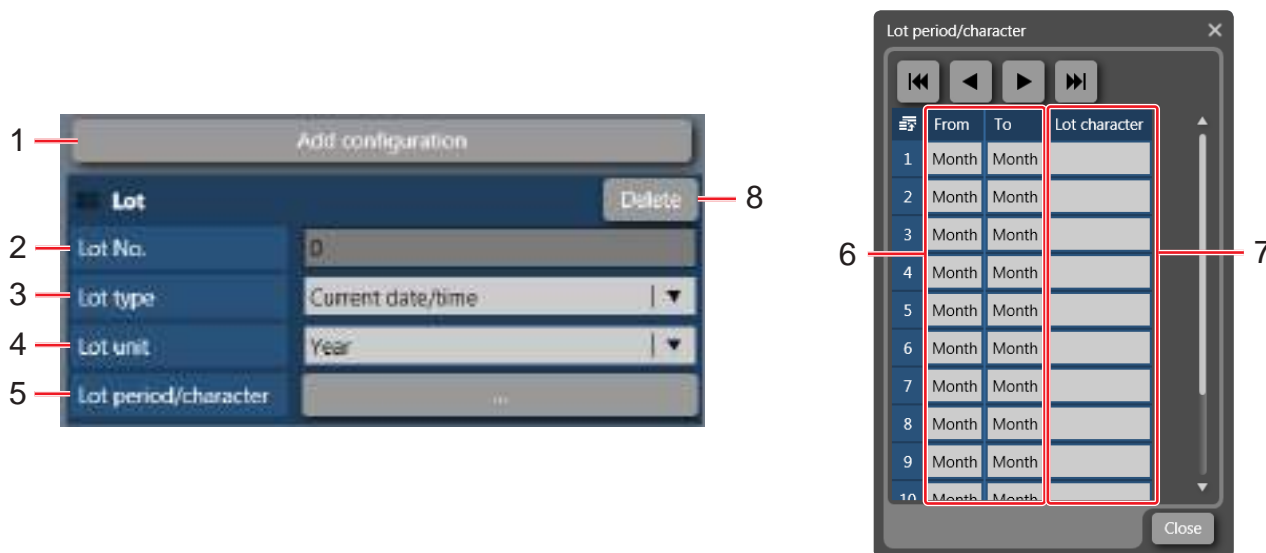 1 Add configuration
Lot Delete 8
2 Lot No. 0
3 Lot type Current date/time
4 Lot unit Year
5 Lot period/character ...
Lot period/character
From To Lot character
1 Month Month
2 Month Month
3 Month Month
6 7
4 Month Month
5 Month Month
6 Month Month
7 Month Month
8 Month Month
9 Month Month
10 Month Month
Close